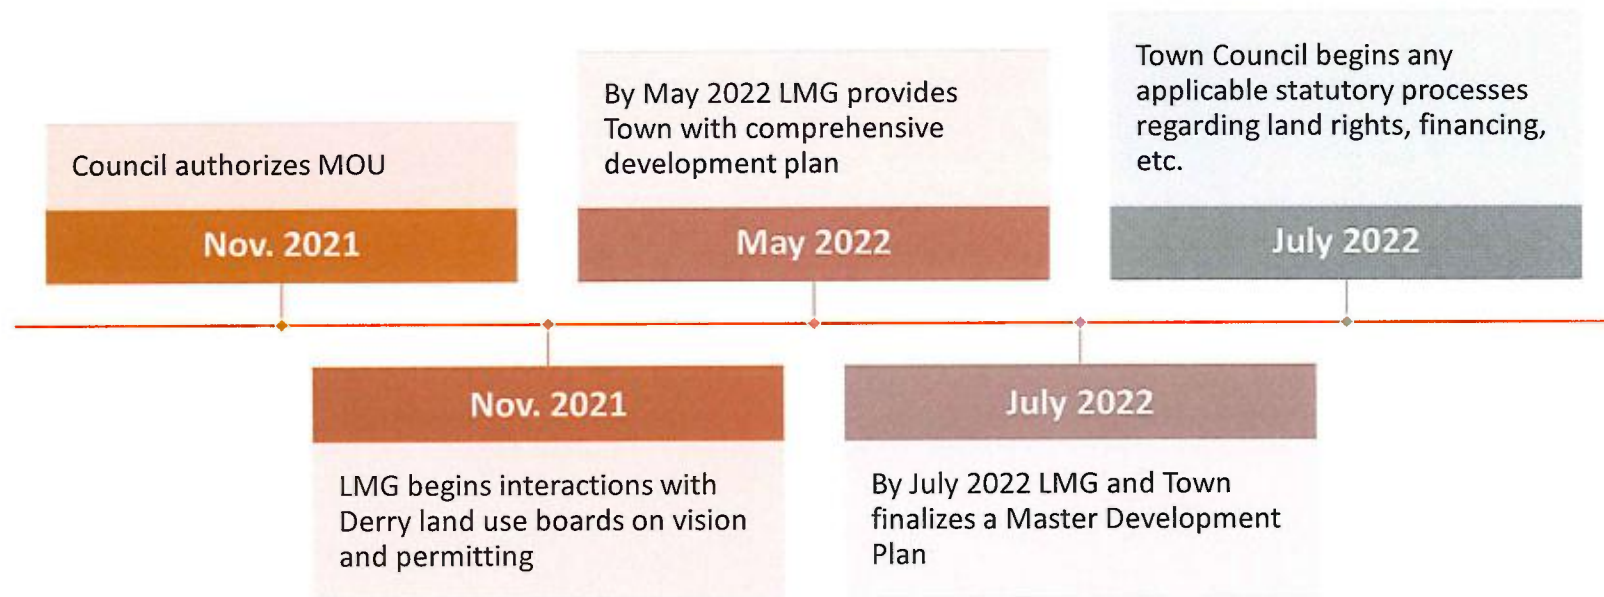 Council authorizes MOU
Nov. 2021
Nov. 2021
LMG begins interactions with
Derry land use boards on vision
and permitting
By May 2022 LMG provides
Town with comprehensive
development plan
May 2022
July 2022
By July 2022 LMG and Town
finalizes a Master Development
Plan
Town Council begins any
applicable statutory processes
regarding land rights, financing,
etc.
July 2022